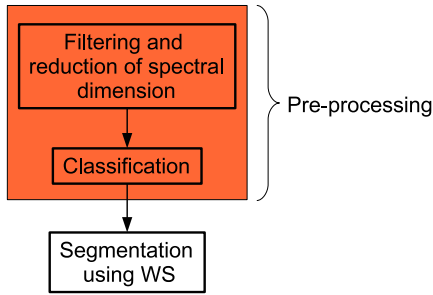 Filtering and
reduction of spectral
dimension
Pre-processing
Classification
Segmentation
using WS